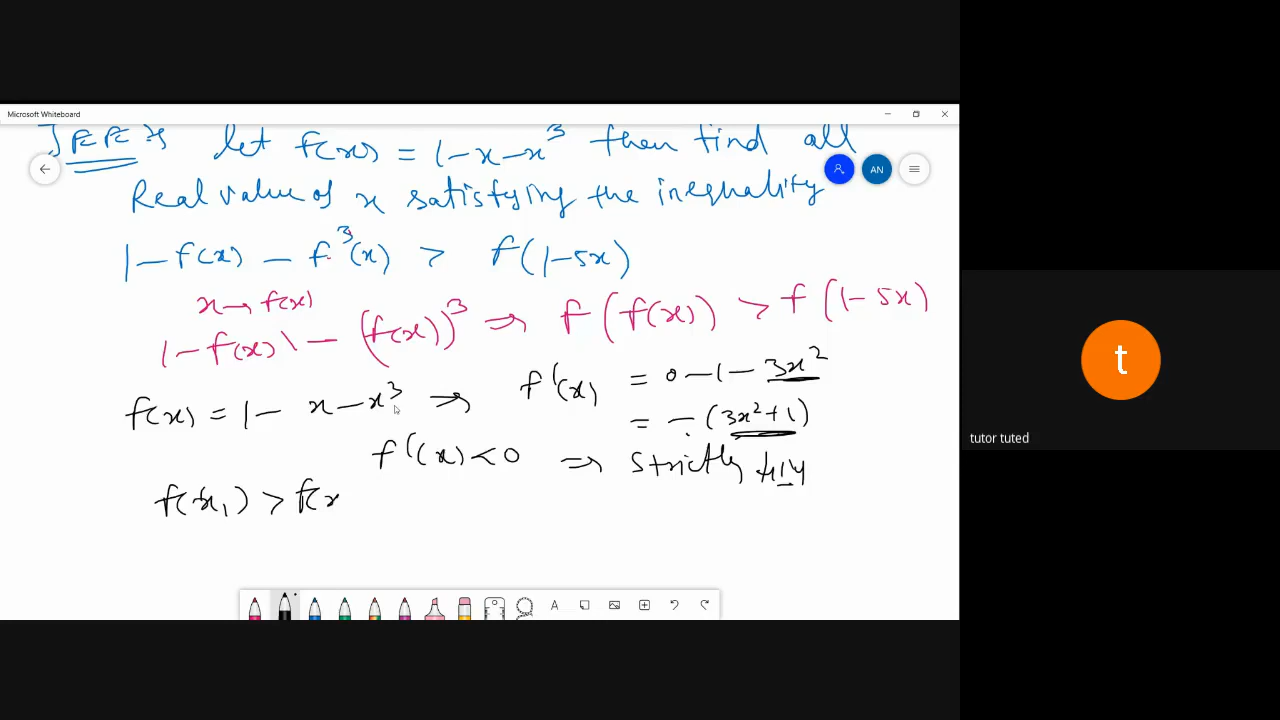 Microsoft Whiteboard
JEE let f(x) = 1-x-x³ then find all
AN
Real value of x satisfying the inequality
1-f(x) - f³(x) > f(1-5x)
x→f(x)
1-f(x) - (f(x))³ ⇒ f(f(x)) > f(1-5x)
f(x) = 1- x-x³ ⇒ f'(x) = 0-1-3x²
= -(3x²+1)
f'(x) <0 ⇒ Strictly
f(x₁) > f(x
t
tutor tuted
A